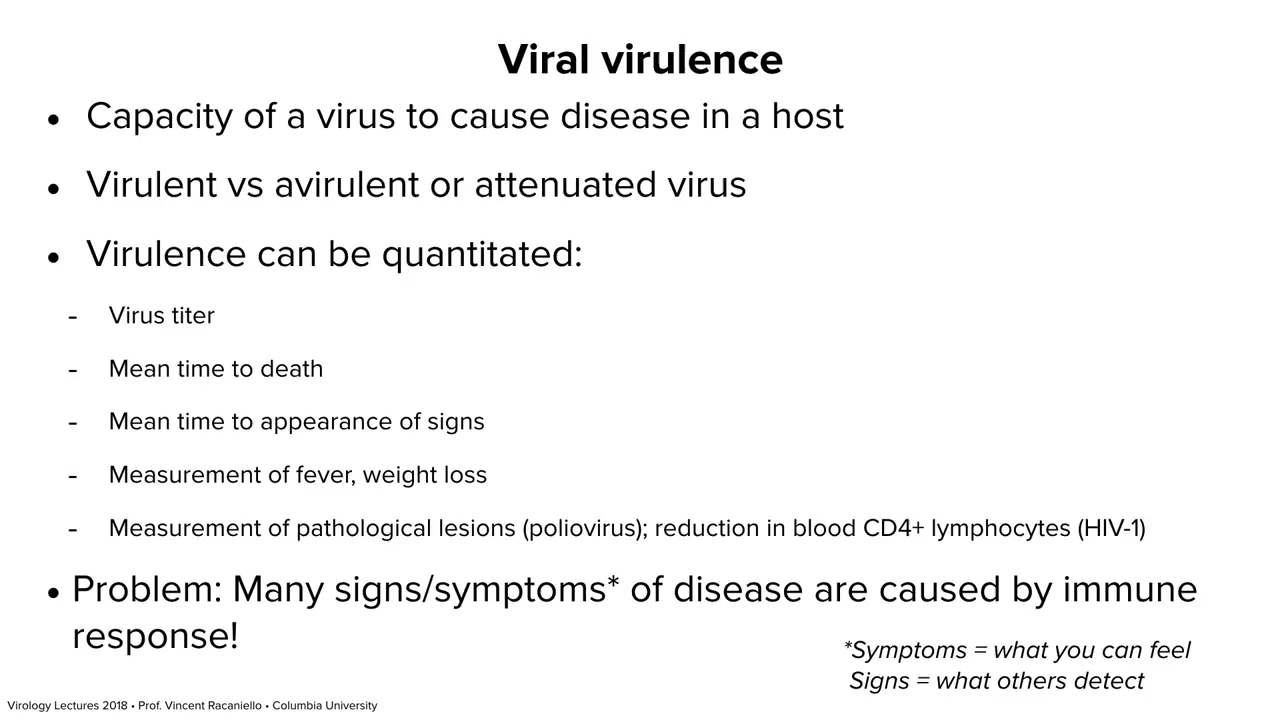 Viral virulence
• Capacity of a virus to cause disease in a host
• Virulent vs avirulent or attenuated virus
• Virulence can be quantitated:
- Virus titer
- Mean time to death
- Mean time to appearance of signs
- Measurement of fever, weight loss
- Measurement of pathological lesions (poliovirus); reduction in blood CD4+ lymphocytes (HIV-1)
• Problem: Many signs/symptoms* of disease are caused by immune
response!
*Symptoms = what you can feel
Signs = what others detect
Virology Lectures 2018 • Prof. Vincent Racaniello • Columbia University